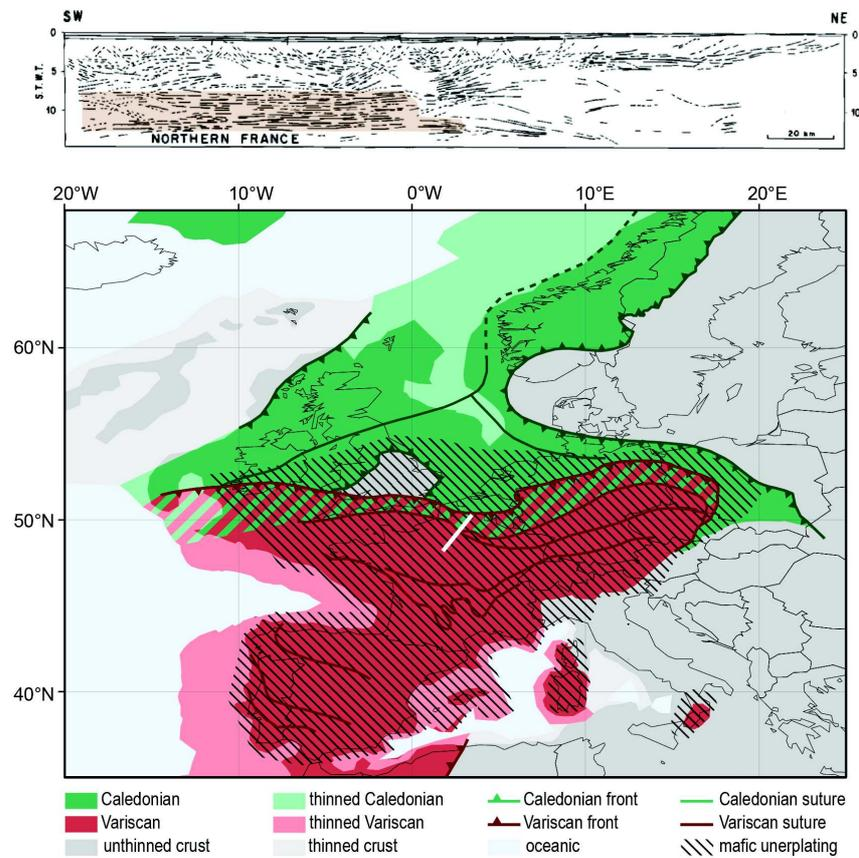 SW NE
0 0
5 5
S.T.W.T.
10 10
NORTHERN FRANCE 20 km
20°W 10°W 0°W 10°E 20°E
60°N
50°N
40°N
Caledonian thinned Caledonian Caledonian front Caledonian suture
Variscan thinned Variscan Variscan front Variscan suture
unthinned crust thinned crust oceanic mafic unerplating